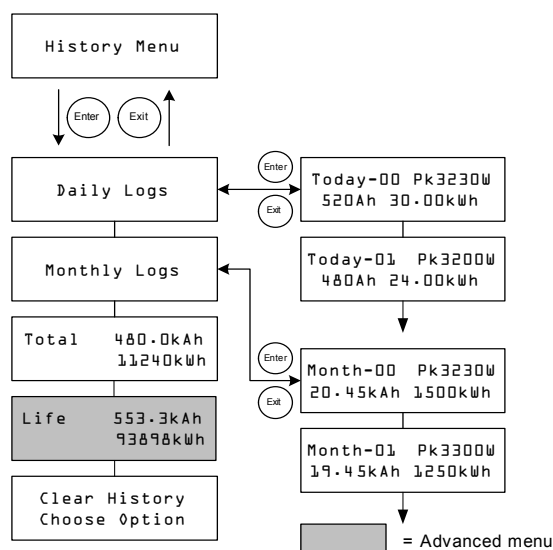 History Menu
Enter
Exit
Daily Logs
Enter
Exit
Today-00 Pk3230W
520Ah 30.00kWh
Today-01 Pk3200W
480Ah 24.00kWh
Monthly Logs
Enter
Exit
Month-00 Pk3230W
20.45kAh 1500kWh
Month-01 Pk3300W
19.45kAh 1250kWh
Total 480.0kAh
11240kWh
Life 553.3kAh
93898kWh
Clear History
Choose Option
= Advanced menu